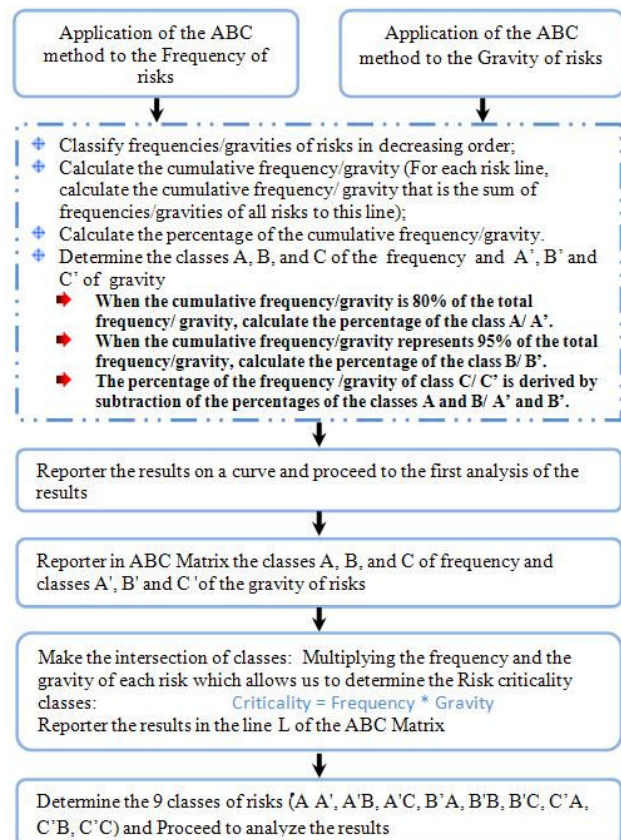 Application of the ABC
method to the Frequency of
risks
Application of the ABC
method to the Gravity of risks
Classify frequencies/gravities of risks in decreasing order;
Calculate the cumulative frequency/gravity (For each risk line,
calculate the cumulative frequency/ gravity that is the sum of
frequencies/gravities of all risks to this line);
Calculate the percentage of the cumulative frequency/gravity.
Determine the classes A, B, and C of the frequency and A’, B’ and
C’ of gravity
When the cumulative frequency/gravity is 80% of the total
frequency/ gravity, calculate the percentage of the class A/ A’.
When the cumulative frequency/gravity represents 95% of the total
frequency/gravity, calculate the percentage of the class B/ B’.
The percentage of the frequency /gravity of class C/ C’ is derived by
subtraction of the percentages of the classes A and B/ A’ and B’.
Reporter the results on a curve and proceed to the first analysis of the
results
Reporter in ABC Matrix the classes A, B, and C of frequency and
classes A', B' and C 'of the gravity of risks
Make the intersection of classes: Multiplying the frequency and the
gravity of each risk which allows us to determine the Risk criticality
classes: Criticality = Frequency * Gravity
Reporter the results in the line L of the ABC Matrix
Determine the 9 classes of risks (A A', A'B, A'C, B’A, B'B, B'C, C’A,
C’B, C’C) and Proceed to analyze the results